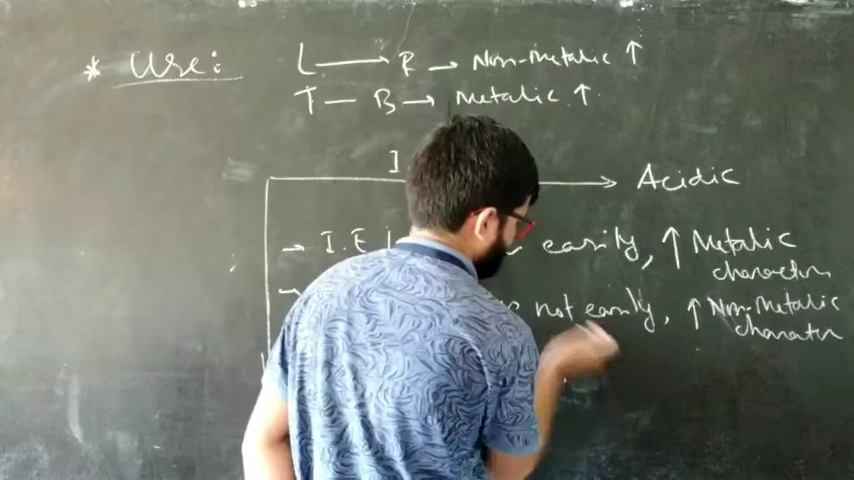 * Use:
L → R → Non-Metalic ↑
T — B → Metalic ↑
I. → Acidic
→ I.E easily, ↑ Metalic
character
→ not easily, ↑ Non-Metalic
character